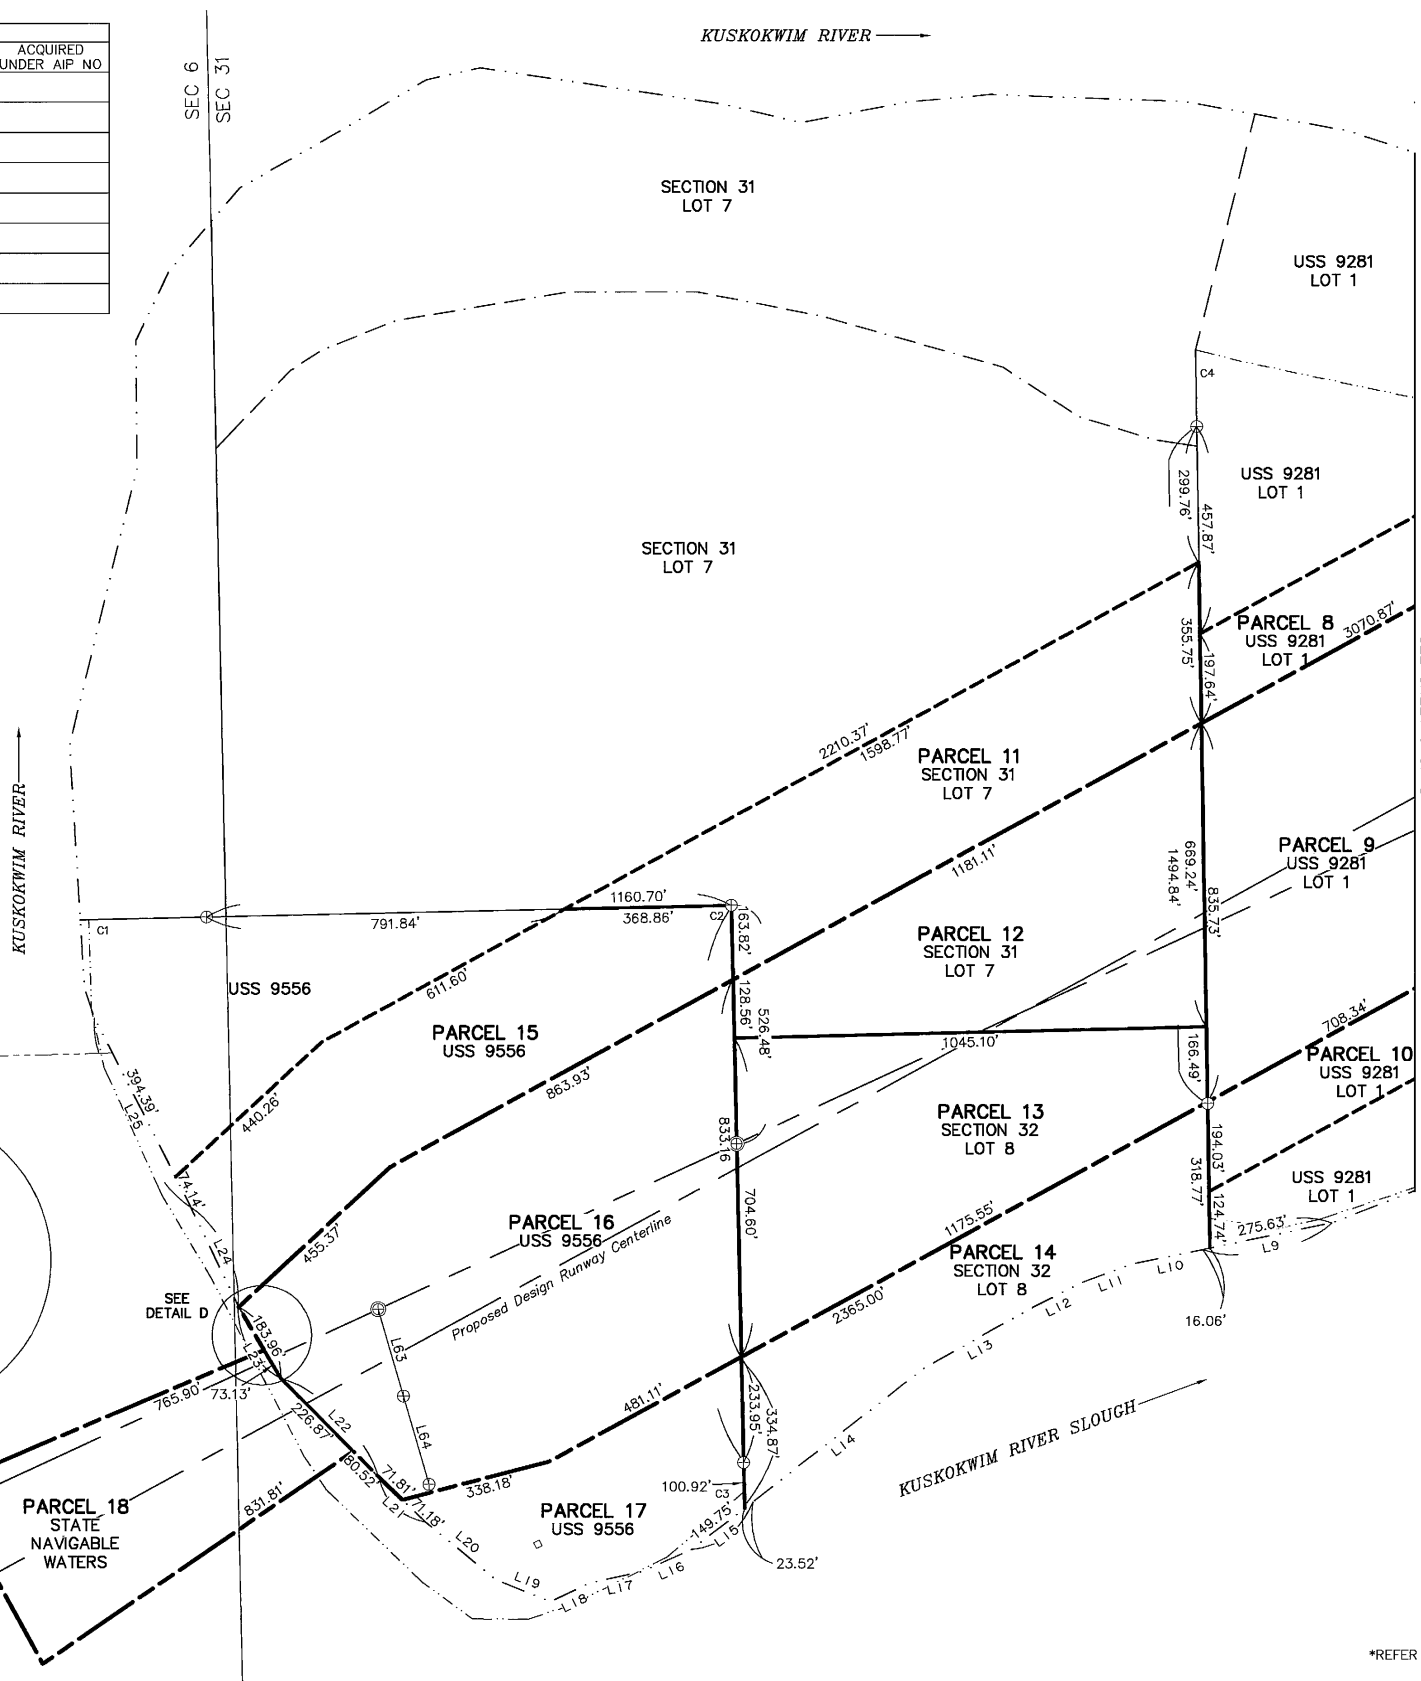 KUSKOKWIM RIVER
ACQUIRED
UNDER AIP NO
SEC 6
SEC 31
SECTION 31
LOT 7
USS 9281
LOT 1
C4
299.76'
457.87'
USS 9281
LOT 1
SECTION 31
LOT 7
355.75'
197.64'
PARCEL 8
USS 9281
LOT 1
3070.87'
2210.37'
1598.77'
PARCEL 11
SECTION 31
LOT 7
KUSKOKWIM RIVER
1181.11'
669.24'
1494.84'
835.73'
PARCEL 9
USS 9281
LOT 1
C1
791.84'
1160.70'
368.86'
C2
163.82'
PARCEL 12
SECTION 31
LOT 7
USS 9556
611.60'
128.56'
526.48'
1045.10'
166.49'
708.34'
PARCEL 15
USS 9556
863.93'
PARCEL 10
USS 9281
LOT 1
394.39'
L25
440.26'
833.16
PARCEL 13
SECTION 32
LOT 8
194.03'
318.77'
124.74'
74.14'
L24
455.37'
PARCEL 16
USS 9556
Proposed Design Runway Centerline
704.60'
1175.55'
USS 9281
LOT 1
275.63'
L9
PARCEL 14
SECTION 32
LOT 8
L10
L11
L12
L13
L14
16.06'
SEE
DETAIL D
183.96'
L23
765.90'
73.13'
L63
L64
2365.00'
226.87'
L22
481.11'
233.95'
334.87'
KUSKOKWIM RIVER SLOUGH
80.52'
71.81'
71.18'
L21
338.18'
100.92'
C3
149.75'
L15
23.52'
831.81'
PARCEL 18
STATE
NAVIGABLE
WATERS
PARCEL 17
USS 9556
L20
L19
L18
L17
L16
*REFER